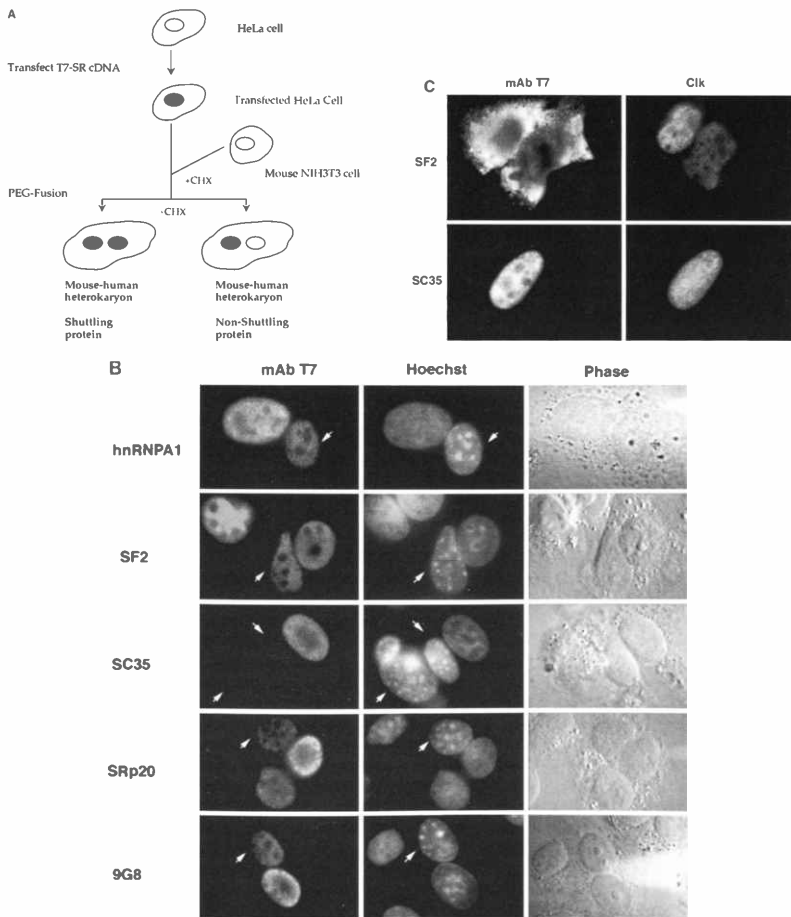 A
HeLa cell
Transfect T7-SR cDNA
Transfected HeLa Cell
+CHX
Mouse NIH3T3 cell
PEG-Fusion
+CHX
Mouse-human
heterokaryon
Shuttling
protein
Mouse-human
heterokaryon
Non-Shuttling
protein
C
mAb T7
Clk
SF2
SC35
B
mAb T7
Hoechst
Phase
hnRNPA1
SF2
SC35
SRp20
9G8